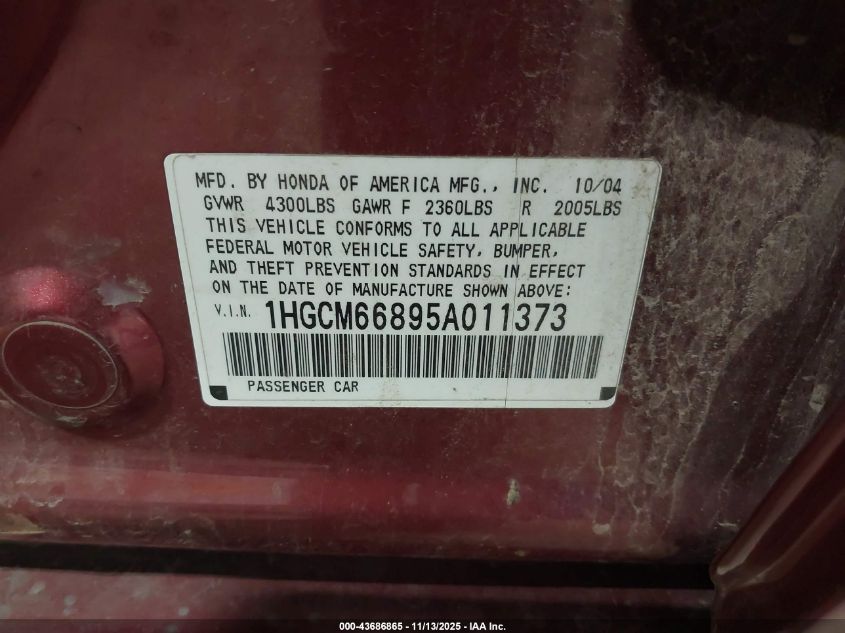 MFD. BY HONDA OF AMERICA MFG., INC. 10/04
GVWR 4300LBS GAWR F 2360LBS R 2005LBS
THIS VEHICLE CONFORMS TO ALL APPLICABLE
FEDERAL MOTOR VEHICLE SAFETY, BUMPER,
AND THEFT PREVENTION STANDARDS IN EFFECT
ON THE DATE OF MANUFACTURE SHOWN ABOVE:
V.I.N. 1HGCM66895A011373
PASSENGER CAR
000-43686865 - 11/13/2025 - IAA Inc.